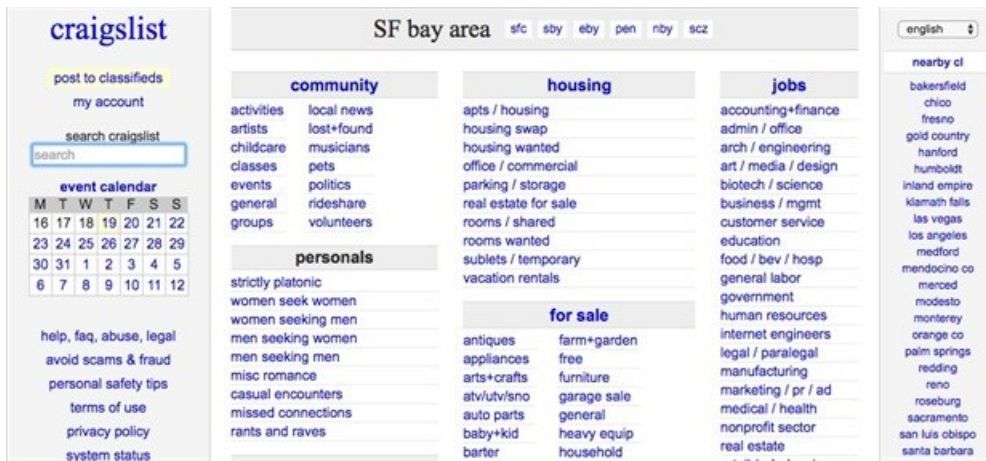 craigslist
post to classifieds
my account
search craigslist
search
event calendar
M T W T F S S
16 17 18 19 20 21 22
23 24 25 26 27 28 29
30 31 1 2 3 4 5
6 7 8 9 10 11 12
help, faq, abuse, legal
avoid scams & fraud
personal safety tips
terms of use
privacy policy
system status
SF bay area sfc sby eby pen nby scz
community
activities local news
artists lost+found
childcare musicians
classes pets
events politics
general rideshare
groups volunteers
personals
strictly platonic
women seek women
women seeking men
men seeking women
men seeking men
misc romance
casual encounters
missed connections
rants and raves
housing
apts / housing
housing swap
housing wanted
office / commercial
parking / storage
real estate for sale
rooms / shared
rooms wanted
sublets / temporary
vacation rentals
for sale
antiques farm+garden
appliances free
arts+crafts furniture
atv/utv/sno garage sale
auto parts general
baby+kid heavy equip
barter household
jobs
accounting+finance
admin / office
arch / engineering
art / media / design
biotech / science
business / mgmt
customer service
education
food / bev / hosp
general labor
government
human resources
internet engineers
legal / paralegal
manufacturing
marketing / pr / ad
medical / health
nonprofit sector
real estate
english
nearby cl
bakersfield
chico
fresno
gold country
hanford
humboldt
inland empire
klamath falls
las vegas
los angeles
medford
mendocino co
merced
modesto
monterey
orange co
palm springs
redding
reno
roseburg
sacramento
san luis obispo
santa barbara